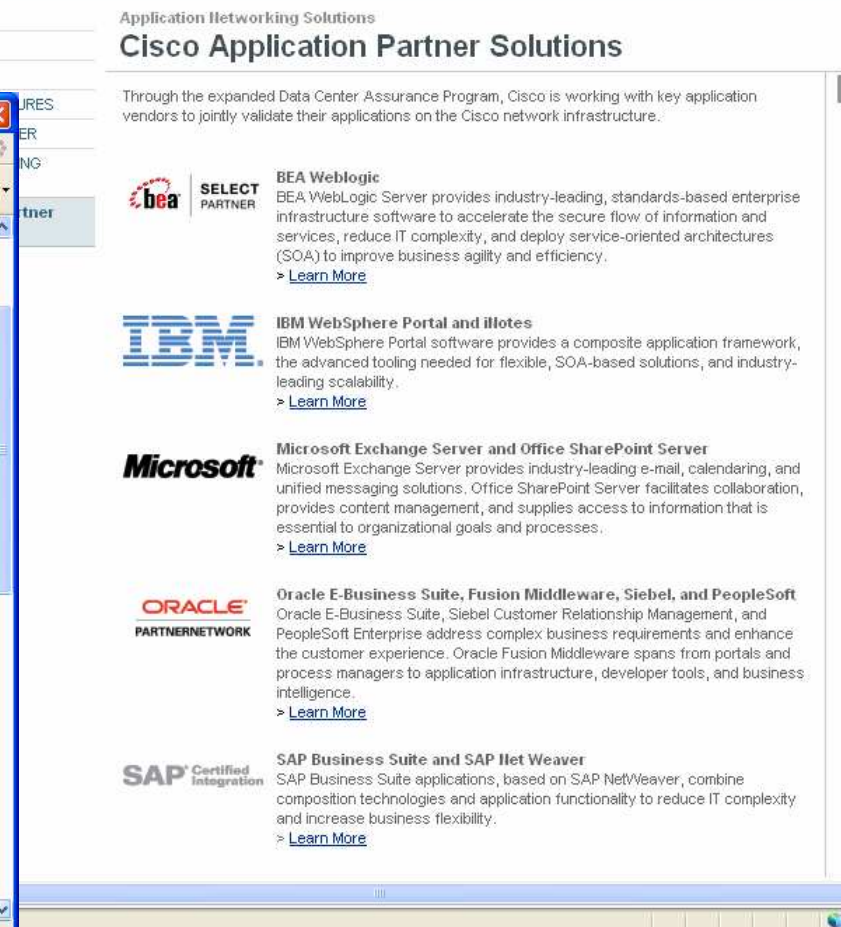 Application Networking Solutions
Cisco Application Partner Solutions
URES
ER
NG
rtner
Through the expanded Data Center Assurance Program, Cisco is working with key application
vendors to jointly validate their applications on the Cisco network infrastructure.
bea
SELECT
PARTNER
BEA Weblogic
BEA WebLogic Server provides industry-leading, standards-based enterprise
infrastructure software to accelerate the secure flow of information and
services, reduce IT complexity, and deploy service-oriented architectures
(SOA) to improve business agility and efficiency.
> Learn More
IBM
IBM WebSphere Portal and iNotes
IBM WebSphere Portal software provides a composite application framework,
the advanced tooling needed for flexible, SOA-based solutions, and industry-
leading scalability.
> Learn More
Microsoft
Microsoft Exchange Server and Office SharePoint Server
Microsoft Exchange Server provides industry-leading e-mail, calendaring, and
unified messaging solutions. Office SharePoint Server facilitates collaboration,
provides content management, and supplies access to information that is
essential to organizational goals and processes.
> Learn More
ORACLE
PARTNERNETWORK
Oracle E-Business Suite, Fusion Middleware, Siebel, and PeopleSoft
Oracle E-Business Suite, Siebel Customer Relationship Management, and
PeopleSoft Enterprise address complex business requirements and enhance
the customer experience. Oracle Fusion Middleware spans from portals and
process managers to application infrastructure, developer tools, and business
intelligence.
> Learn More
SAP Certified
Integration
SAP Business Suite and SAP Net Weaver
SAP Business Suite applications, based on SAP NetWeaver, combine
composition technologies and application functionality to reduce IT complexity
and increase business flexibility.
> Learn More